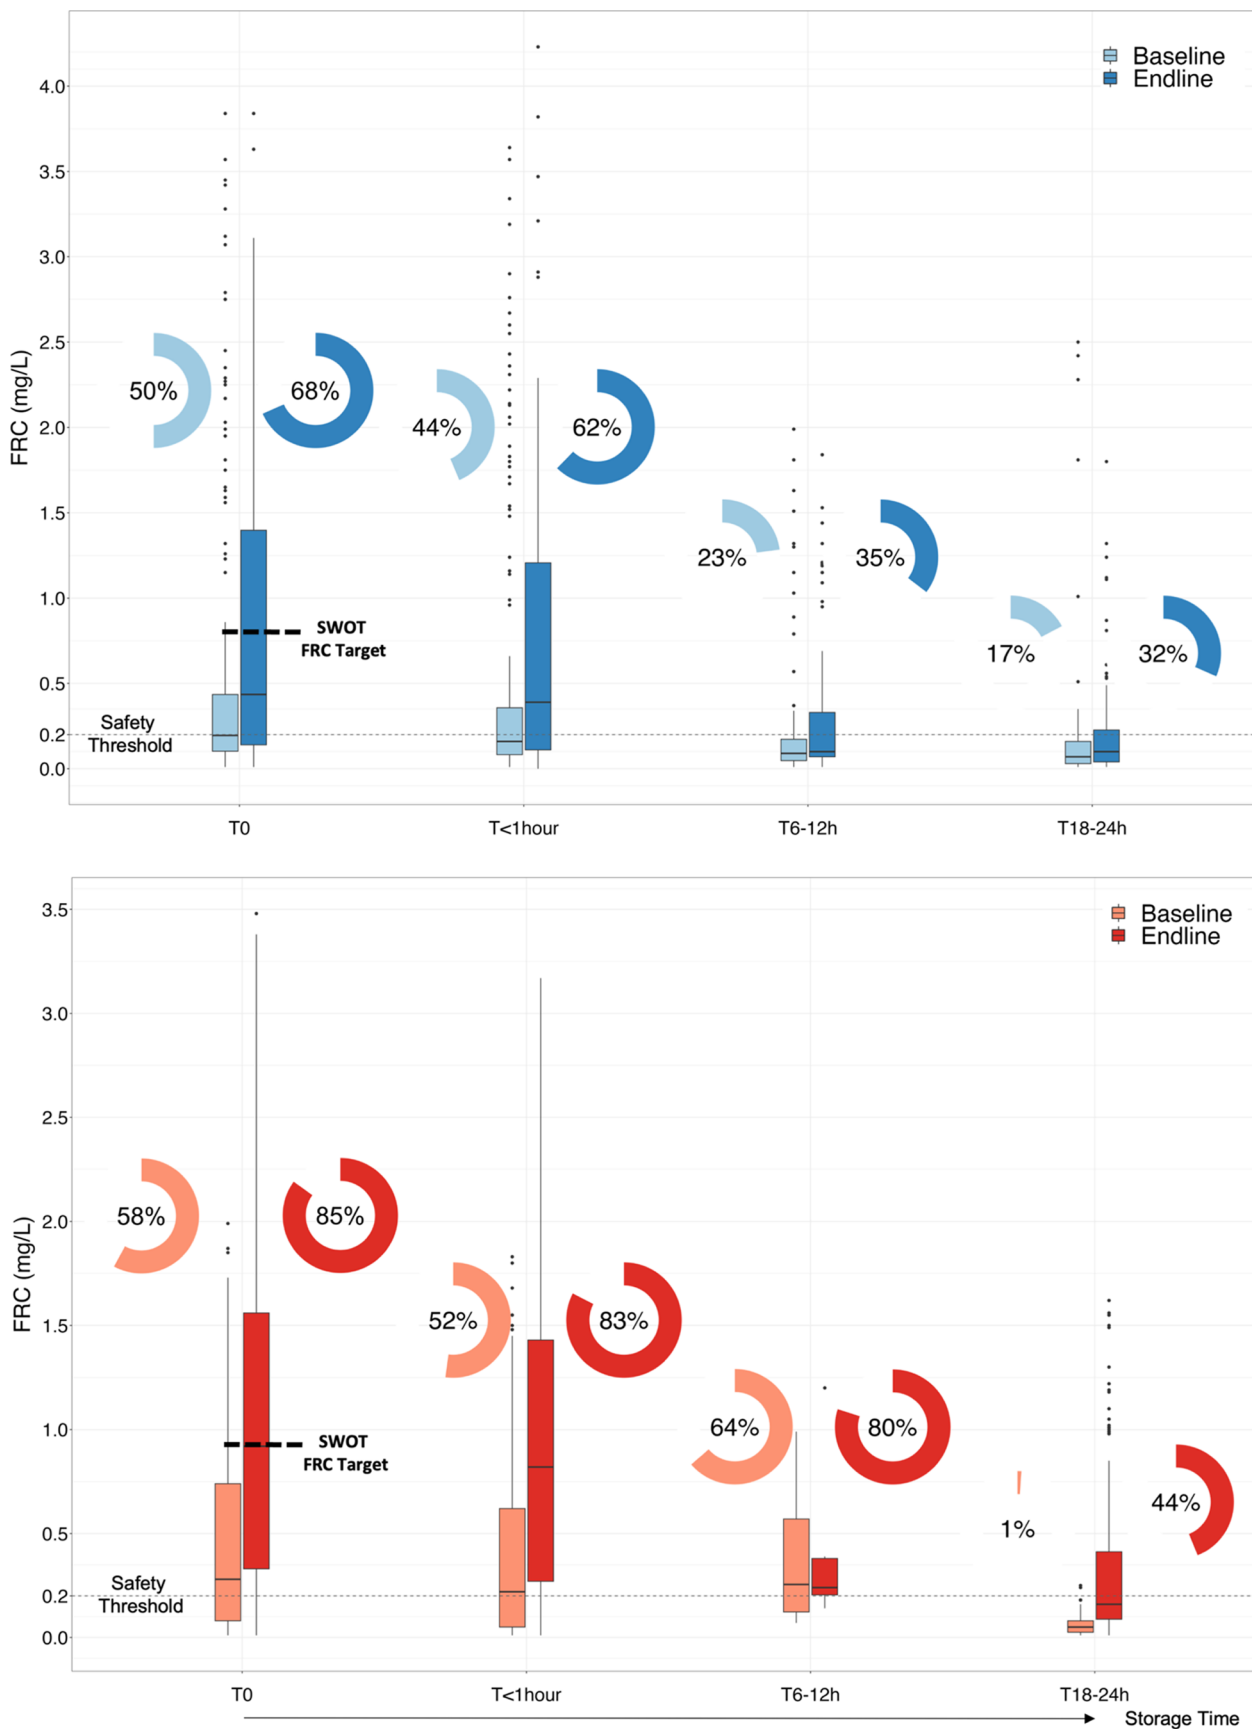 Baseline
Endline
4.0
3.5
3.0
2.5
2.0
1.5
1.0
0.5
0.2
0.0
FRC (mg/L)
50%
68%
44%
62%
23%
35%
17%
32%
SWOT
FRC Target
Safety
Threshold
T0
T<1hour
T6-12h
T18-24h
Baseline
Endline
3.5
3.0
2.5
2.0
1.5
1.0
0.5
0.2
0.0
FRC (mg/L)
58%
85%
52%
83%
64%
80%
1%
44%
SWOT
FRC Target
Safety
Threshold
T0
T<1hour
T6-12h
T18-24h
Storage Time